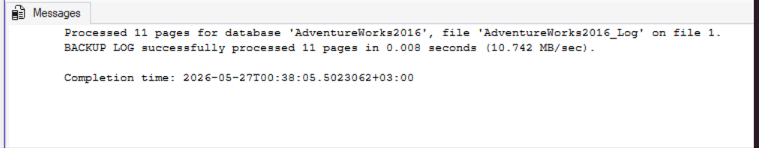 Messages
Processed 11 pages for database 'AdventureWorks2016', file 'AdventureWorks2016_Log' on file 1.
BACKUP LOG successfully processed 11 pages in 0.008 seconds (10.742 MB/sec).
Completion time: 2026-05-27T00:38:05.5023062+03:00